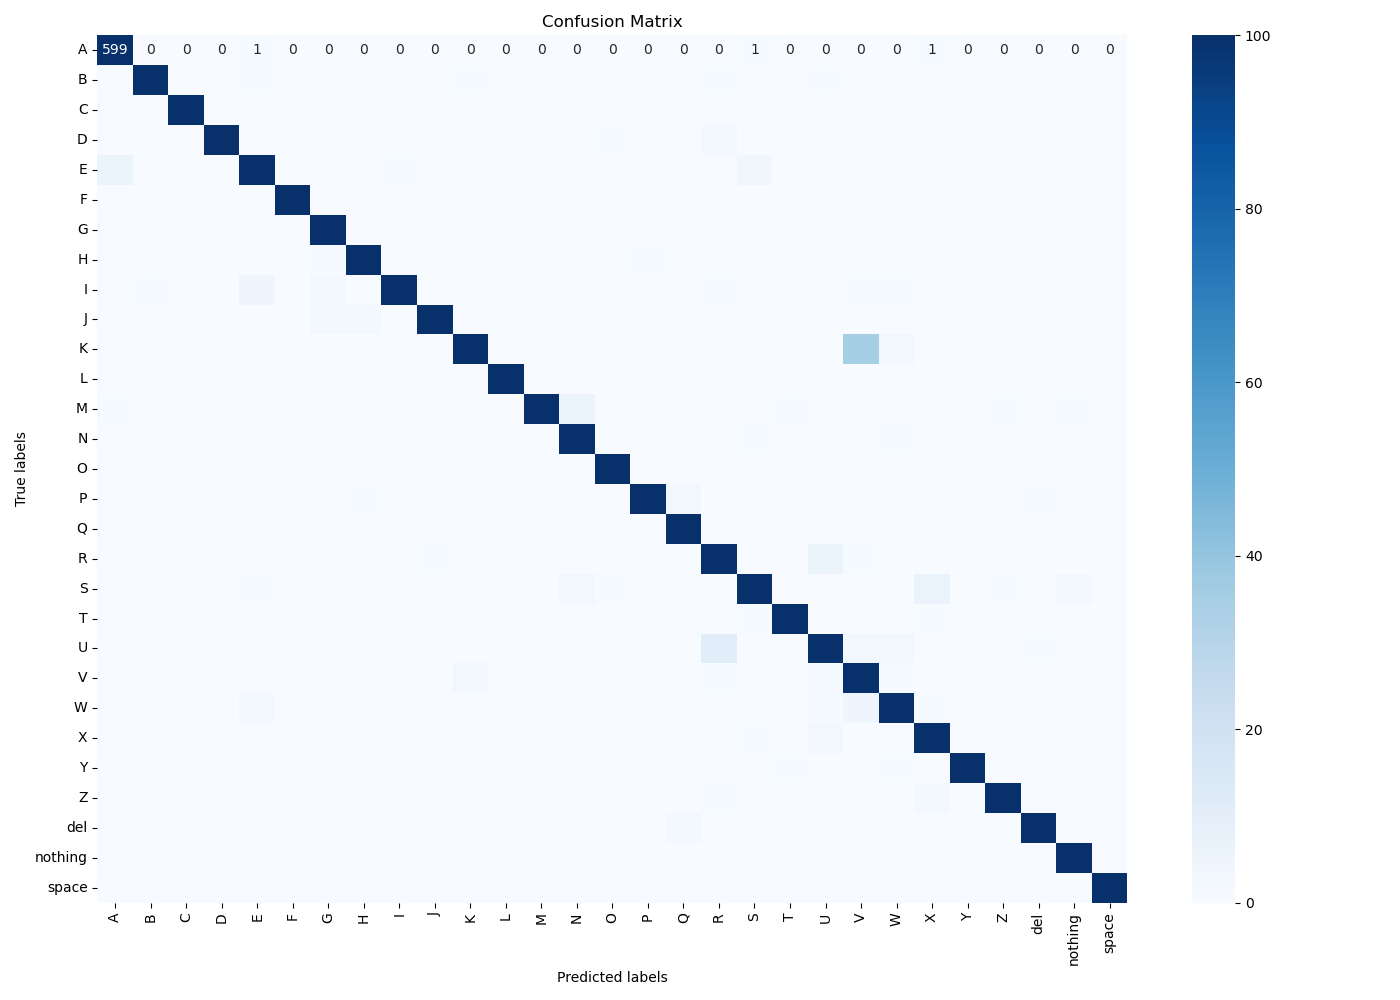 Confusion Matrix
A 599 0 0 0 1 0 0 0 0 0 0 0 0 0 0 0 0 0 1 0 0 0 0 1 0 0 0 0 0
B
C
D
E
F
G
H
I
J
K
L
M
N
O
P
Q
R
S
T
U
V
W
X
Y
Z
del
nothing
space
True labels
A B C D E F G H I J K L M N O P Q R S T U V W X Y Z del nothing space
Predicted labels
100
80
60
40
20
0